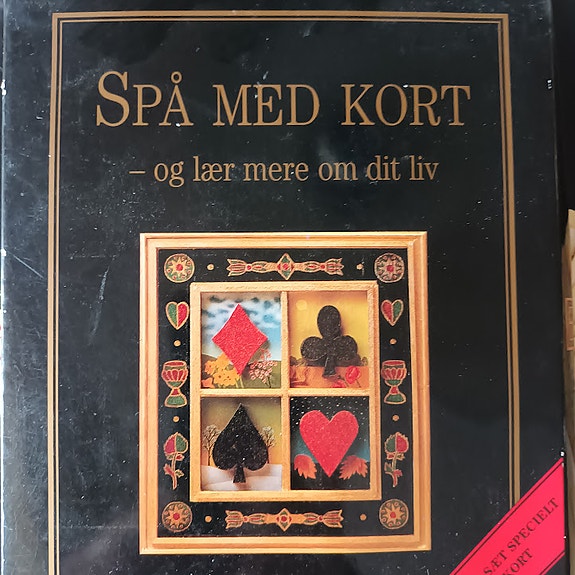 SPÅ MED KORT
– og lær mere om dit liv
SÆT SPECIELT
KORT